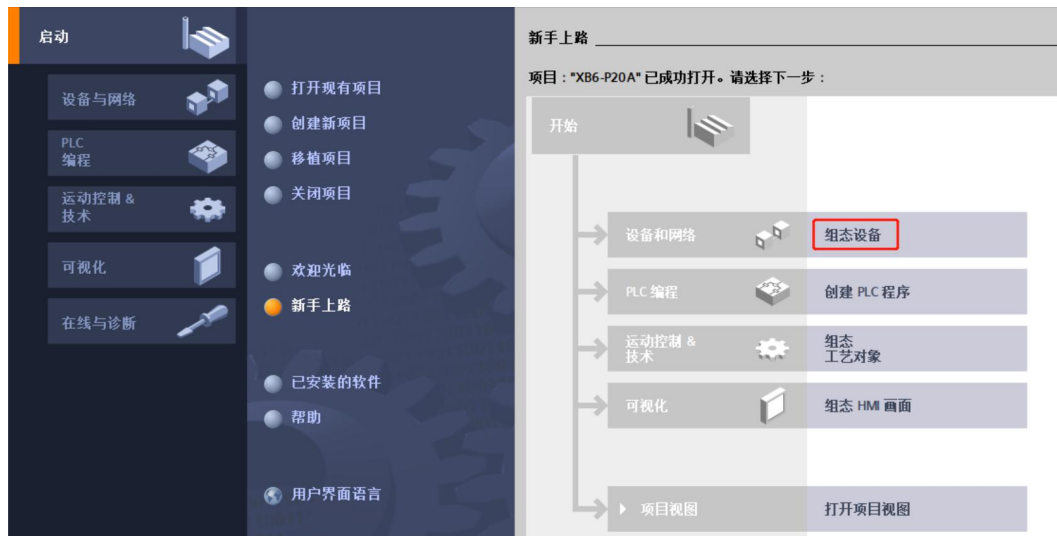 启动
设备与网络
PLC
编程
运动控制 &
技术
可视化
在线与诊断
打开现有项目
创建新项目
移植项目
关闭项目
欢迎光临
新手上路
已安装的软件
帮助
用户界面语言
新手上路
项目："XB6-P20A" 已成功打开。请选择下一步：
开始
设备和网络
组态设备
PLC 编程
创建 PLC 程序
运动控制 &
技术
组态
工艺对象
可视化
组态 HMI 画面
项目视图
打开项目视图